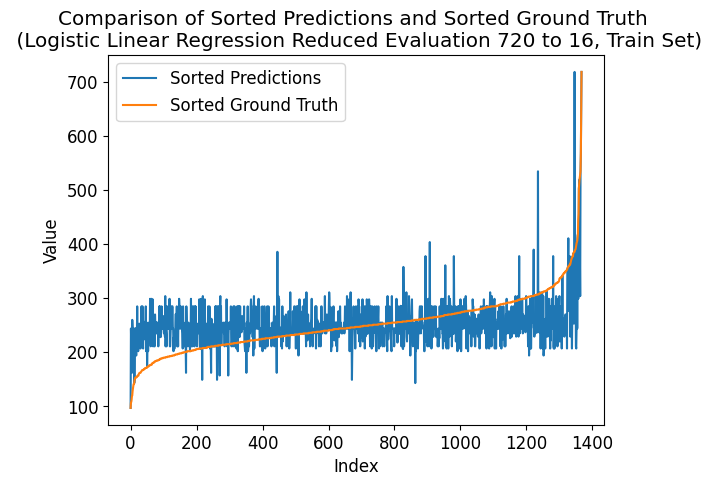 Comparison of Sorted Predictions and Sorted Ground Truth
(Logistic Linear Regression Reduced Evaluation 720 to 16, Train Set)
Sorted Predictions
Sorted Ground Truth
700
600
500
400
300
200
100
Value
0 200 400 600 800 1000 1200 1400
Index